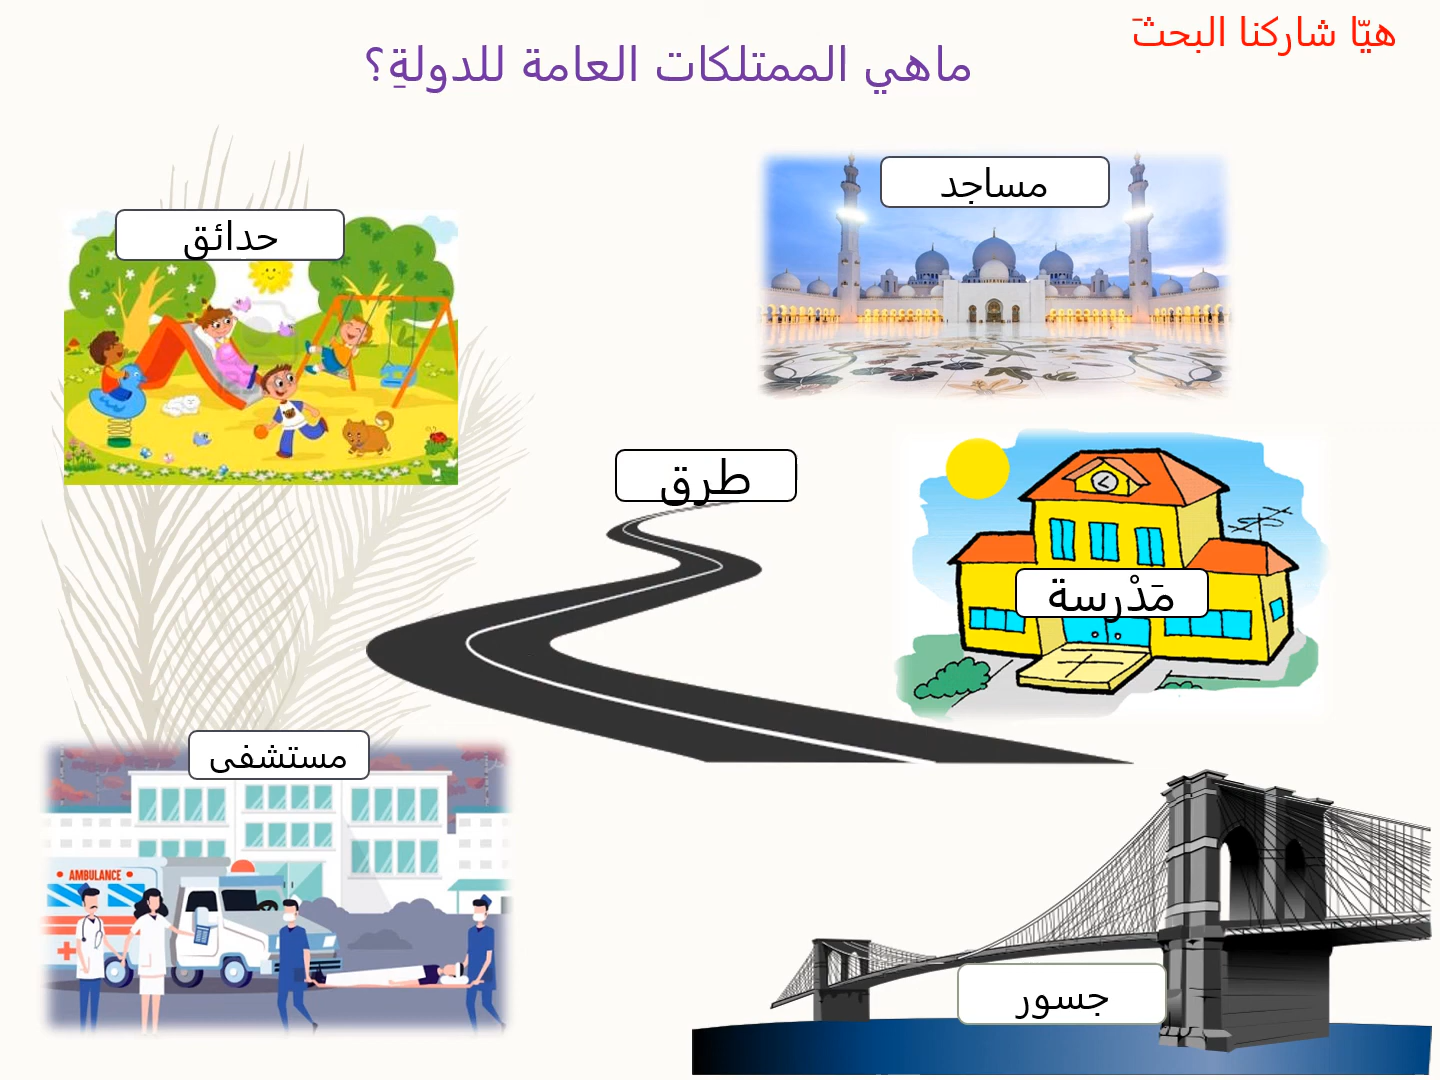 هيّا شاركنا البحثَ
ماهي الممتلكات العامة للدولةِ؟
مساجد
حدائق
طرق
مَدْرسة
مستشفى
AMBULANCE
جسور